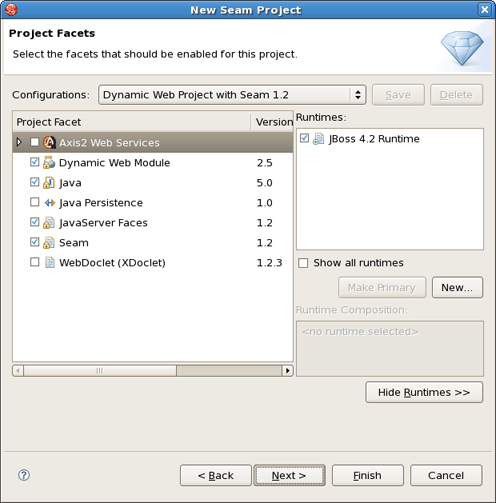 New Seam Project
Project Facets
Select the facets that should be enabled for this project.
Configurations: Dynamic Web Project with Seam 1.2 Save Delete
Project Facet Version
Axis2 Web Services
Dynamic Web Module 2.5
Java 5.0
Java Persistence 1.0
JavaServer Faces 1.2
Seam 1.2
WebDoclet (XDoclet) 1.2.3
Runtimes:
JBoss 4.2 Runtime
Show all runtimes
Make Primary New...
Runtime Composition:
<no runtime selected>
Hide Runtimes >>
? < Back Next > Finish Cancel